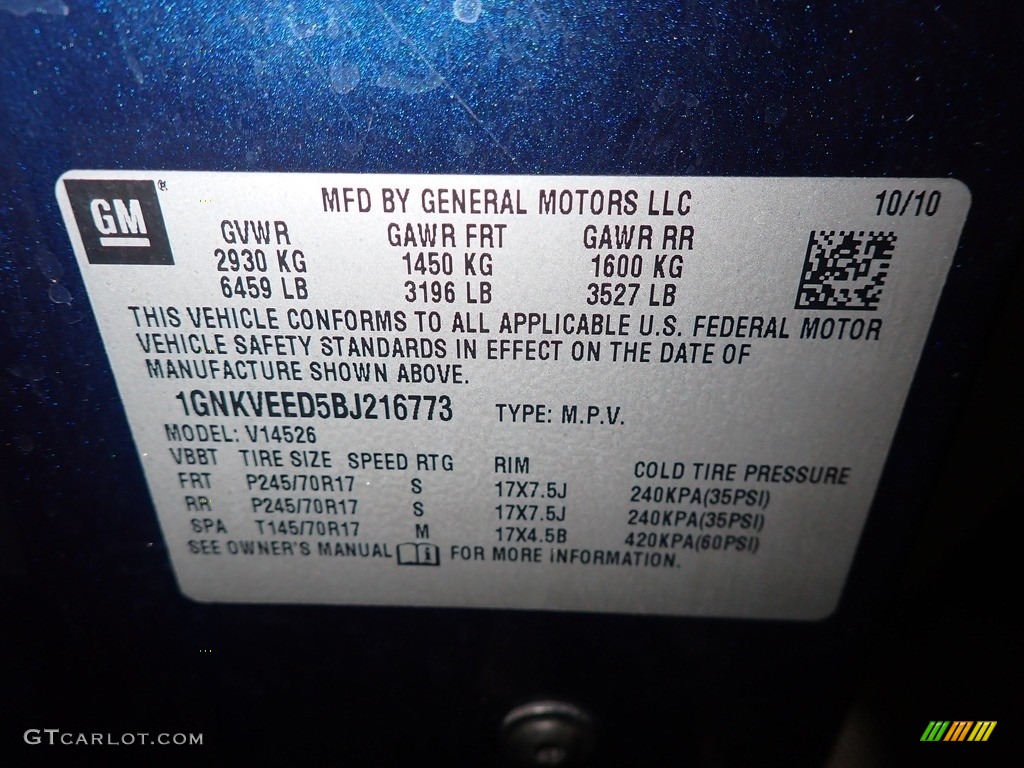 GM® MFD BY GENERAL MOTORS LLC 10/10
GVWR GAWR FRT GAWR RR
2930 KG 1450 KG 1600 KG
6459 LB 3196 LB 3527 LB
THIS VEHICLE CONFORMS TO ALL APPLICABLE U.S. FEDERAL MOTOR
VEHICLE SAFETY STANDARDS IN EFFECT ON THE DATE OF
MANUFACTURE SHOWN ABOVE.
1GNKVEED5BJ216773 TYPE: M.P.V.
MODEL: V14526
VBBT TIRE SIZE SPEED RTG RIM COLD TIRE PRESSURE
FRT P245/70R17 S 17X7.5J 240KPA(35PSI)
RR P245/70R17 S 17X7.5J 240KPA(35PSI)
SPA T145/70R17 M 17X4.5B 420KPA(60PSI)
SEE OWNER'S MANUAL FOR MORE INFORMATION.
GTCARLOT.COM